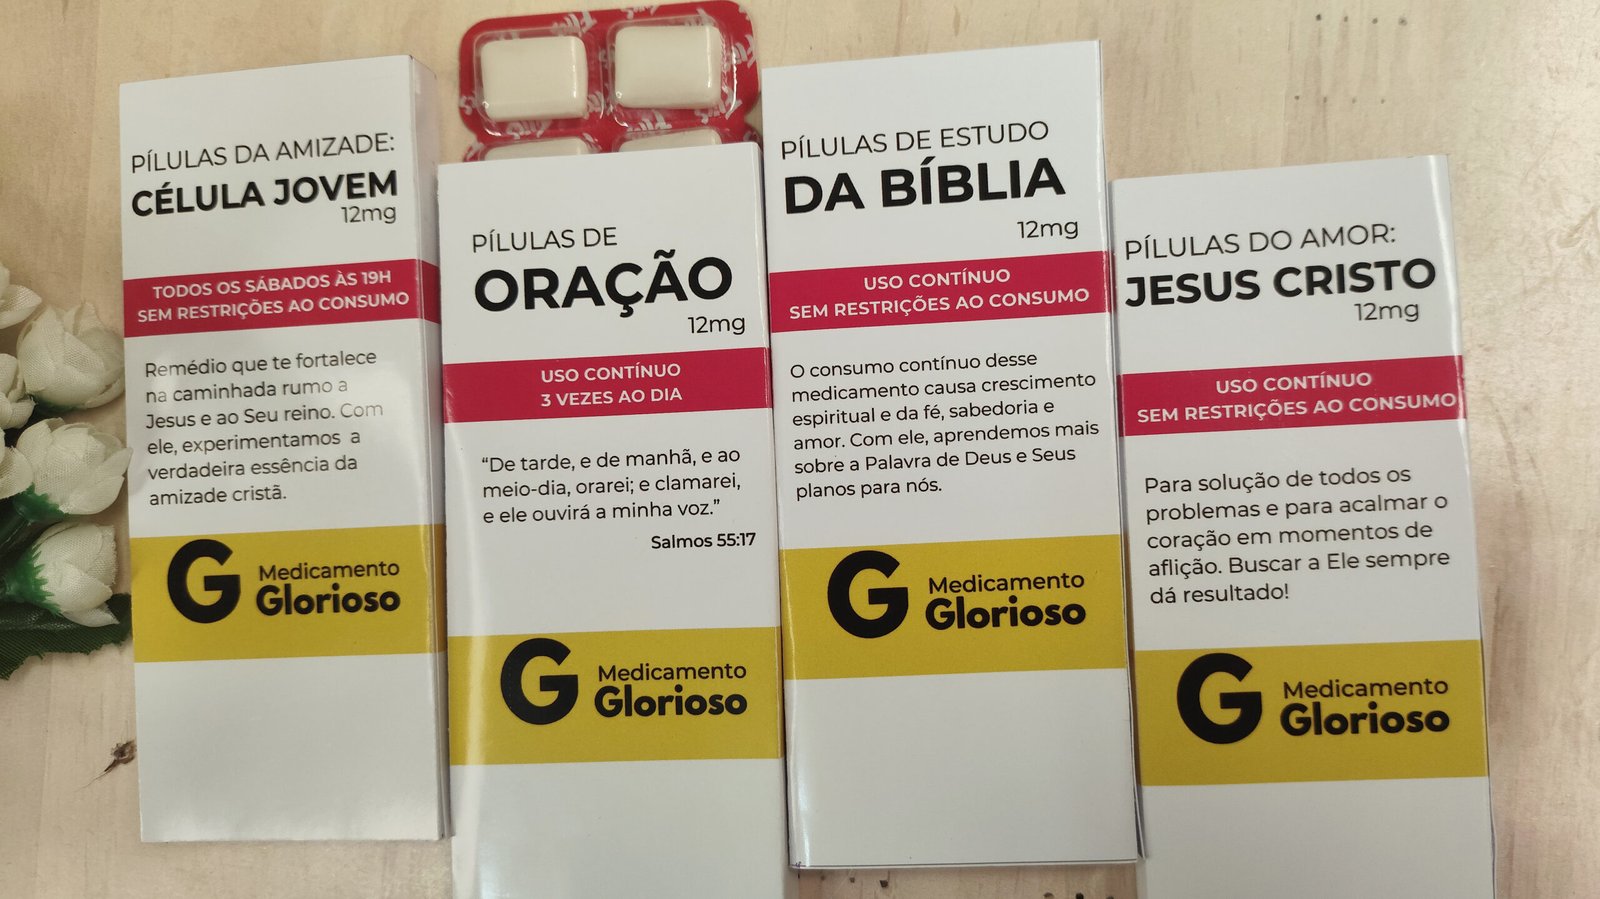 PÍLULAS DA AMIZADE:
CÉLULA JOVEM
12mg
TODOS OS SÁBADOS ÀS 19H
SEM RESTRIÇÕES AO CONSUMO
Remédio que te fortalece
na caminhada rumo a
Jesus e ao Seu reino. Com
ele, experimentamos a
verdadeira essência da
amizade cristã.
G Medicamento
Glorioso
PÍLULAS DE
ORAÇÃO
12mg
USO CONTÍNUO
3 VEZES AO DIA
“De tarde, e de manhã, e ao
meio-dia, orarei; e clamarei,
e ele ouvirá a minha voz.”
Salmos 55:17
G Medicamento
Glorioso
PÍLULAS DE ESTUDO
DA BÍBLIA
12mg
USO CONTÍNUO
SEM RESTRIÇÕES AO CONSUMO
O consumo contínuo desse
medicamento causa crescimento
espiritual e da fé, sabedoria e
amor. Com ele, aprendemos mais
sobre a Palavra de Deus e Seus
planos para nós.
G Medicamento
Glorioso
PÍLULAS DO AMOR:
JESUS CRISTO
12mg
USO CONTÍNUO
SEM RESTRIÇÕES AO CONSUMO
Para solução de todos os
problemas e para acalmar o
coração em momentos de
aflição. Buscar a Ele sempre
dá resultado!
G Medicamento
Glorioso